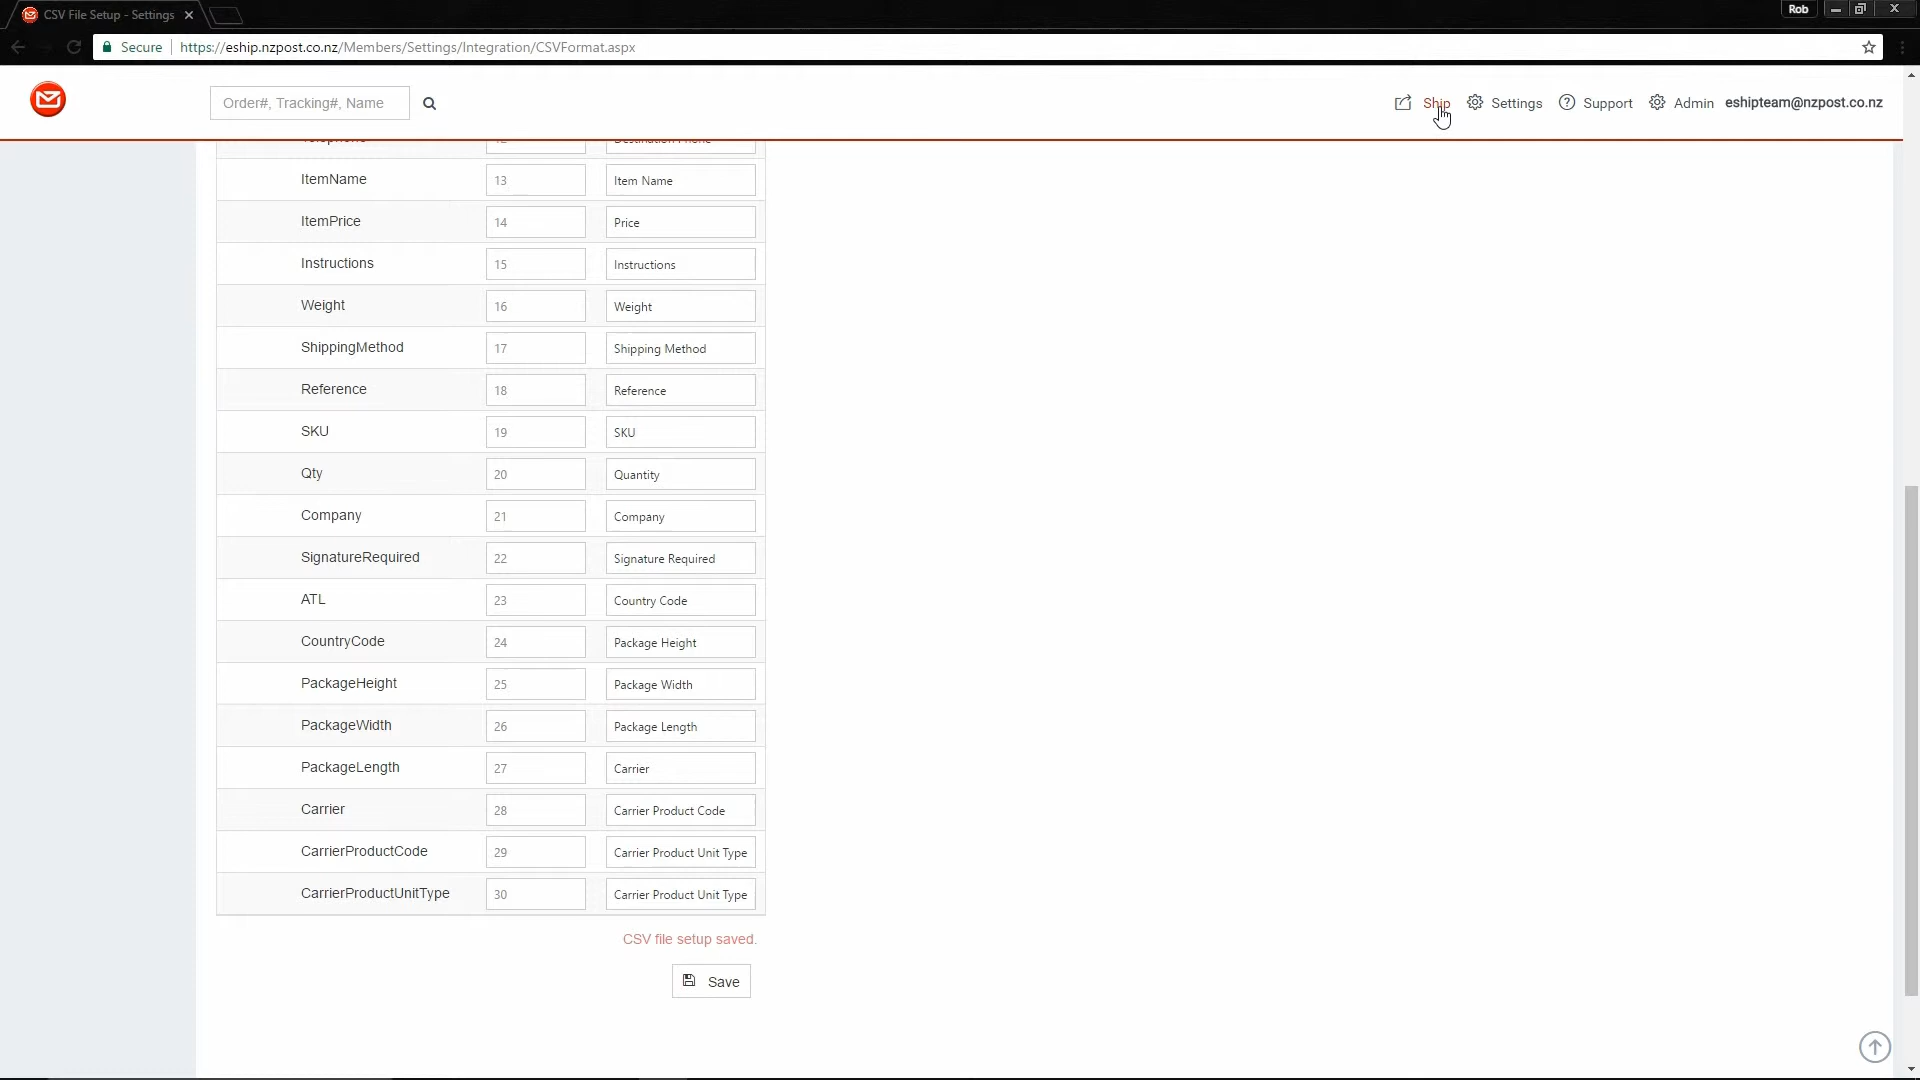 CSV File Setup - Settings
Rob
Secure
https://eship.nzpost.co.nz/Members/Settings/Integration/CSVFormat.aspx
Order#, Tracking#, Name
Ship
Settings
Support
Admin
eshipteam@nzpost.co.nz
ItemName 13 Item Name
ItemPrice 14 Price
Instructions 15 Instructions
Weight 16 Weight
ShippingMethod 17 Shipping Method
Reference 18 Reference
SKU 19 SKU
Qty 20 Quantity
Company 21 Company
SignatureRequired 22 Signature Required
ATL 23 Country Code
CountryCode 24 Package Height
PackageHeight 25 Package Width
PackageWidth 26 Package Length
PackageLength 27 Carrier
Carrier 28 Carrier Product Code
CarrierProductCode 29 Carrier Product Unit Type
CarrierProductUnitType 30 Carrier Product Unit Type
CSV file setup saved.
Save